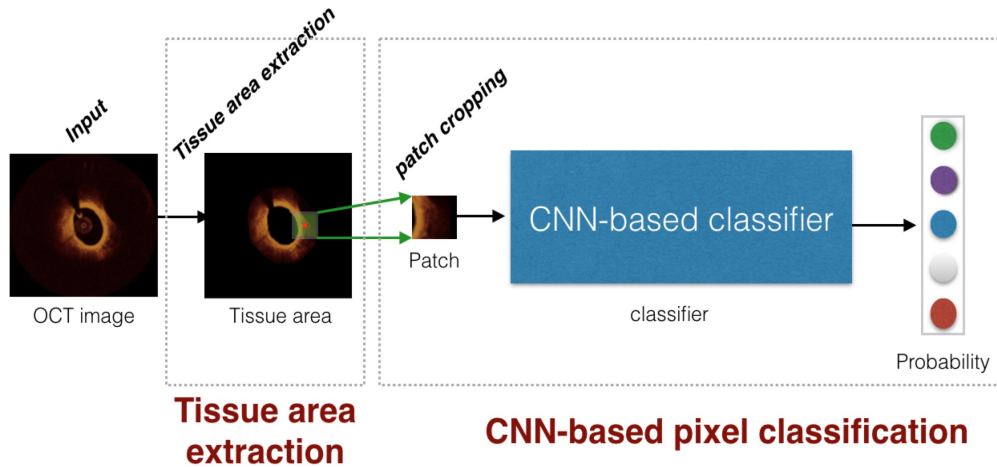 Input
Tissue area extraction
patch cropping
OCT image
Tissue area
Patch
CNN-based classifier
classifier
Probability
Tissue area
extraction
CNN-based pixel classification